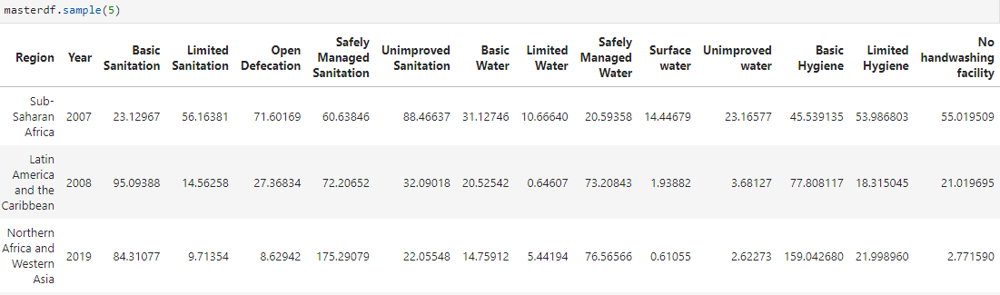 masterdf.sample(5)
Safely
No
Basic Limited Open Managed Unimproved Basic Limited Safely Surface Unimproved Basic Limited handwashing
Region Year Sanitation Sanitation Defecation Sanitation Sanitation Water Water Managed Water water water Hygiene Hygiene facility
Sub-
Saharan 2007 23.12967 56.16381 71.60169 60.63846 88.46637 31.12746 10.66640 20.59358 14.44679 23.16577 45.539135 53.986803 55.019509
Africa
Latin
America
and the 2008 95.09388 14.56258 27.36834 72.20652 32.09018 20.52542 0.64607 73.20843 1.93882 3.68127 77.808117 18.315045 21.019695
Caribbean
Northern
Africa and
Western 2019 84.31077 9.71354 8.62942 175.29079 22.05548 14.75912 5.44194 76.56566 0.61055 2.62273 159.042680 21.998960 2.771590
Asia